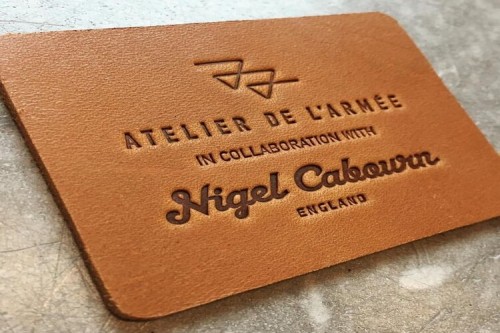 ATELIER DE L'ARMÉE
IN COLLABORATION WITH
Nigel Cabourn
ENGLAND